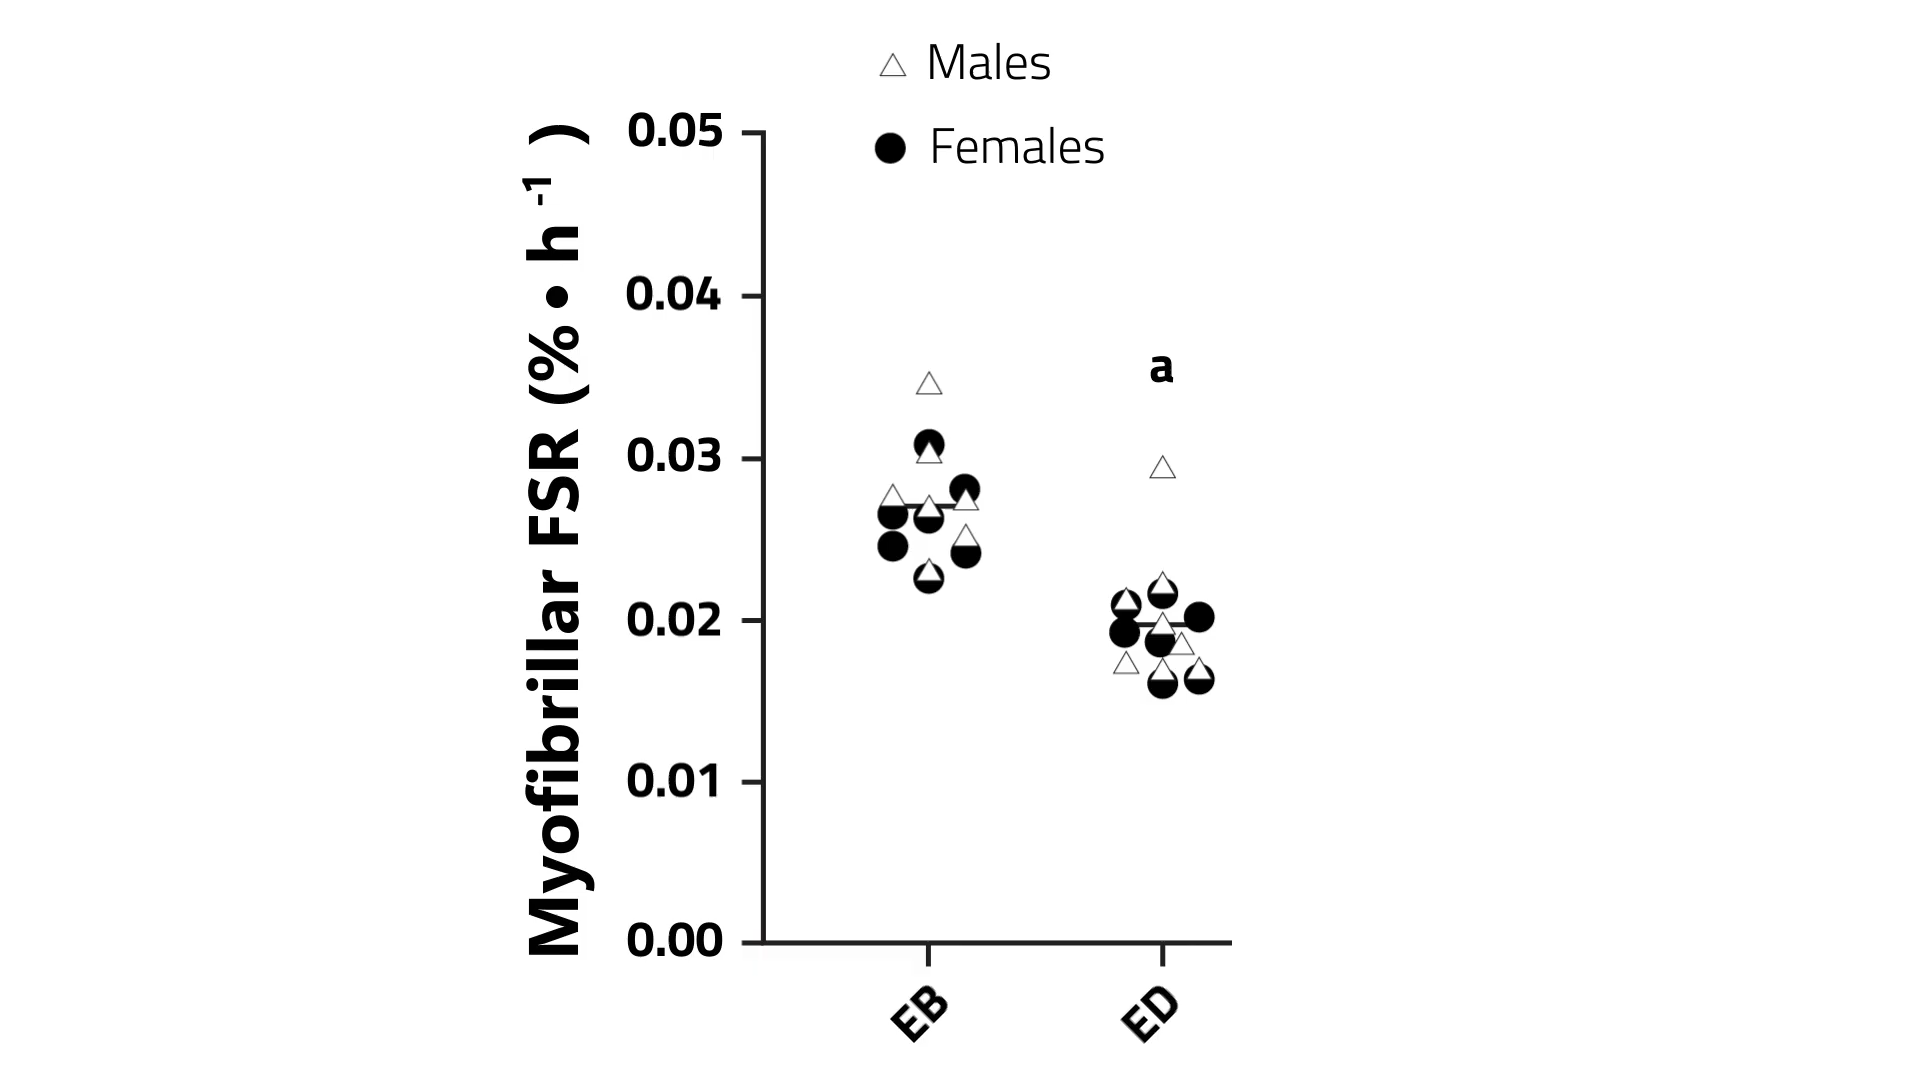 Males
Females
Myofibrillar FSR (% • h -1 )
0.05
0.04
0.03
0.02
0.01
0.00
a
EB
ED